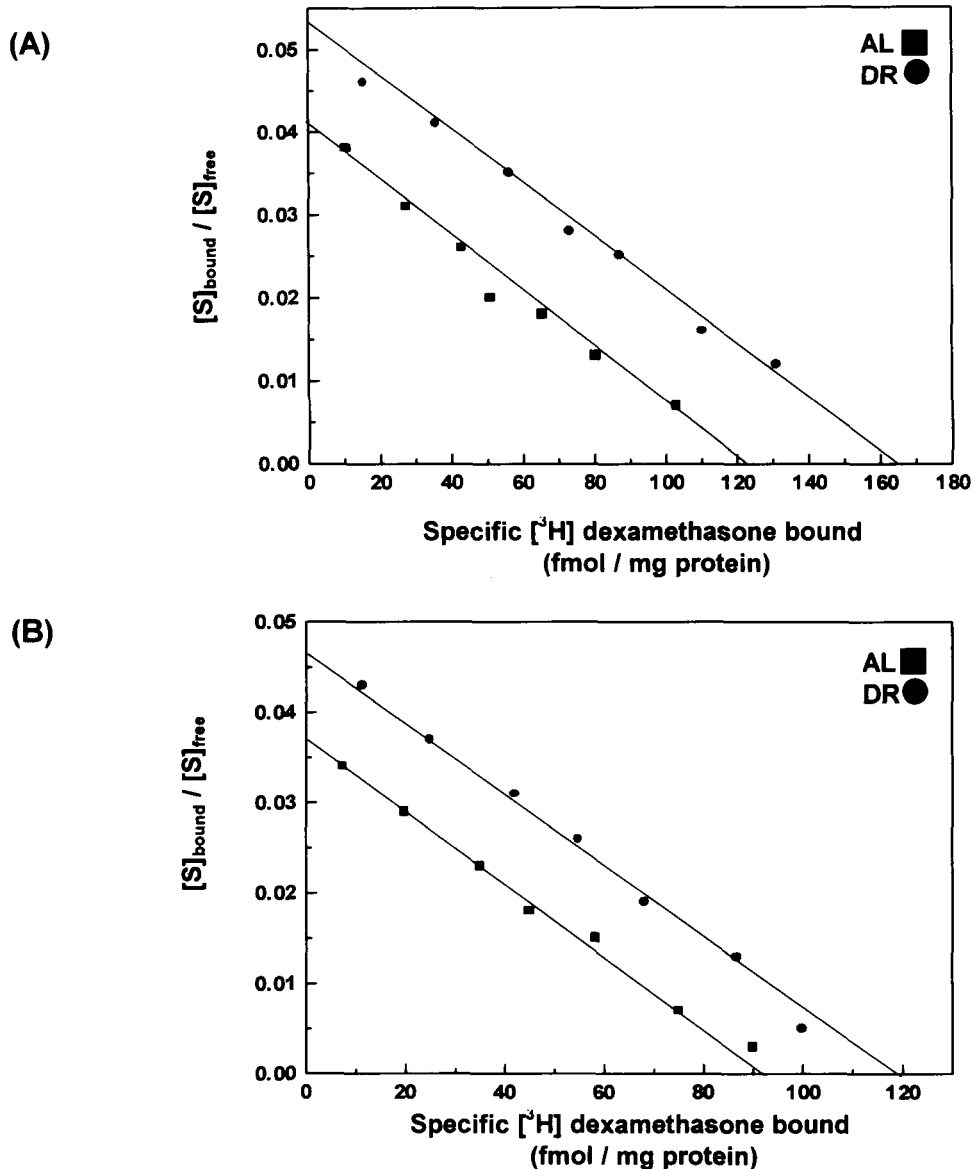 (A)
AL
DR
0.05
0.04
0.03
0.02
0.01
0.00
[S]bound / [S]free
0 20 40 60 80 100 120 140 160 180
Specific [³H] dexamethasone bound
(fmol / mg protein)
(B)
AL
DR
0.05
0.04
0.03
0.02
0.01
0.00
[S]bound / [S]free
0 20 40 60 80 100 120
Specific [³H] dexamethasone bound
(fmol / mg protein)